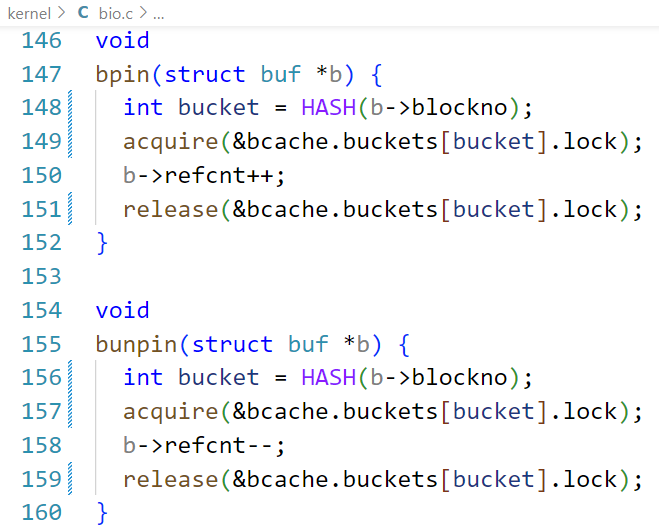 kernel > C bio.c > ...
146 void
147 bpin(struct buf *b) {
148   int bucket = HASH(b->blockno);
149   acquire(&bcache.buckets[bucket].lock);
150   b->refcnt++;
151   release(&bcache.buckets[bucket].lock);
152 }
153
154 void
155 bunpin(struct buf *b) {
156   int bucket = HASH(b->blockno);
157   acquire(&bcache.buckets[bucket].lock);
158   b->refcnt--;
159   release(&bcache.buckets[bucket].lock);
160 }